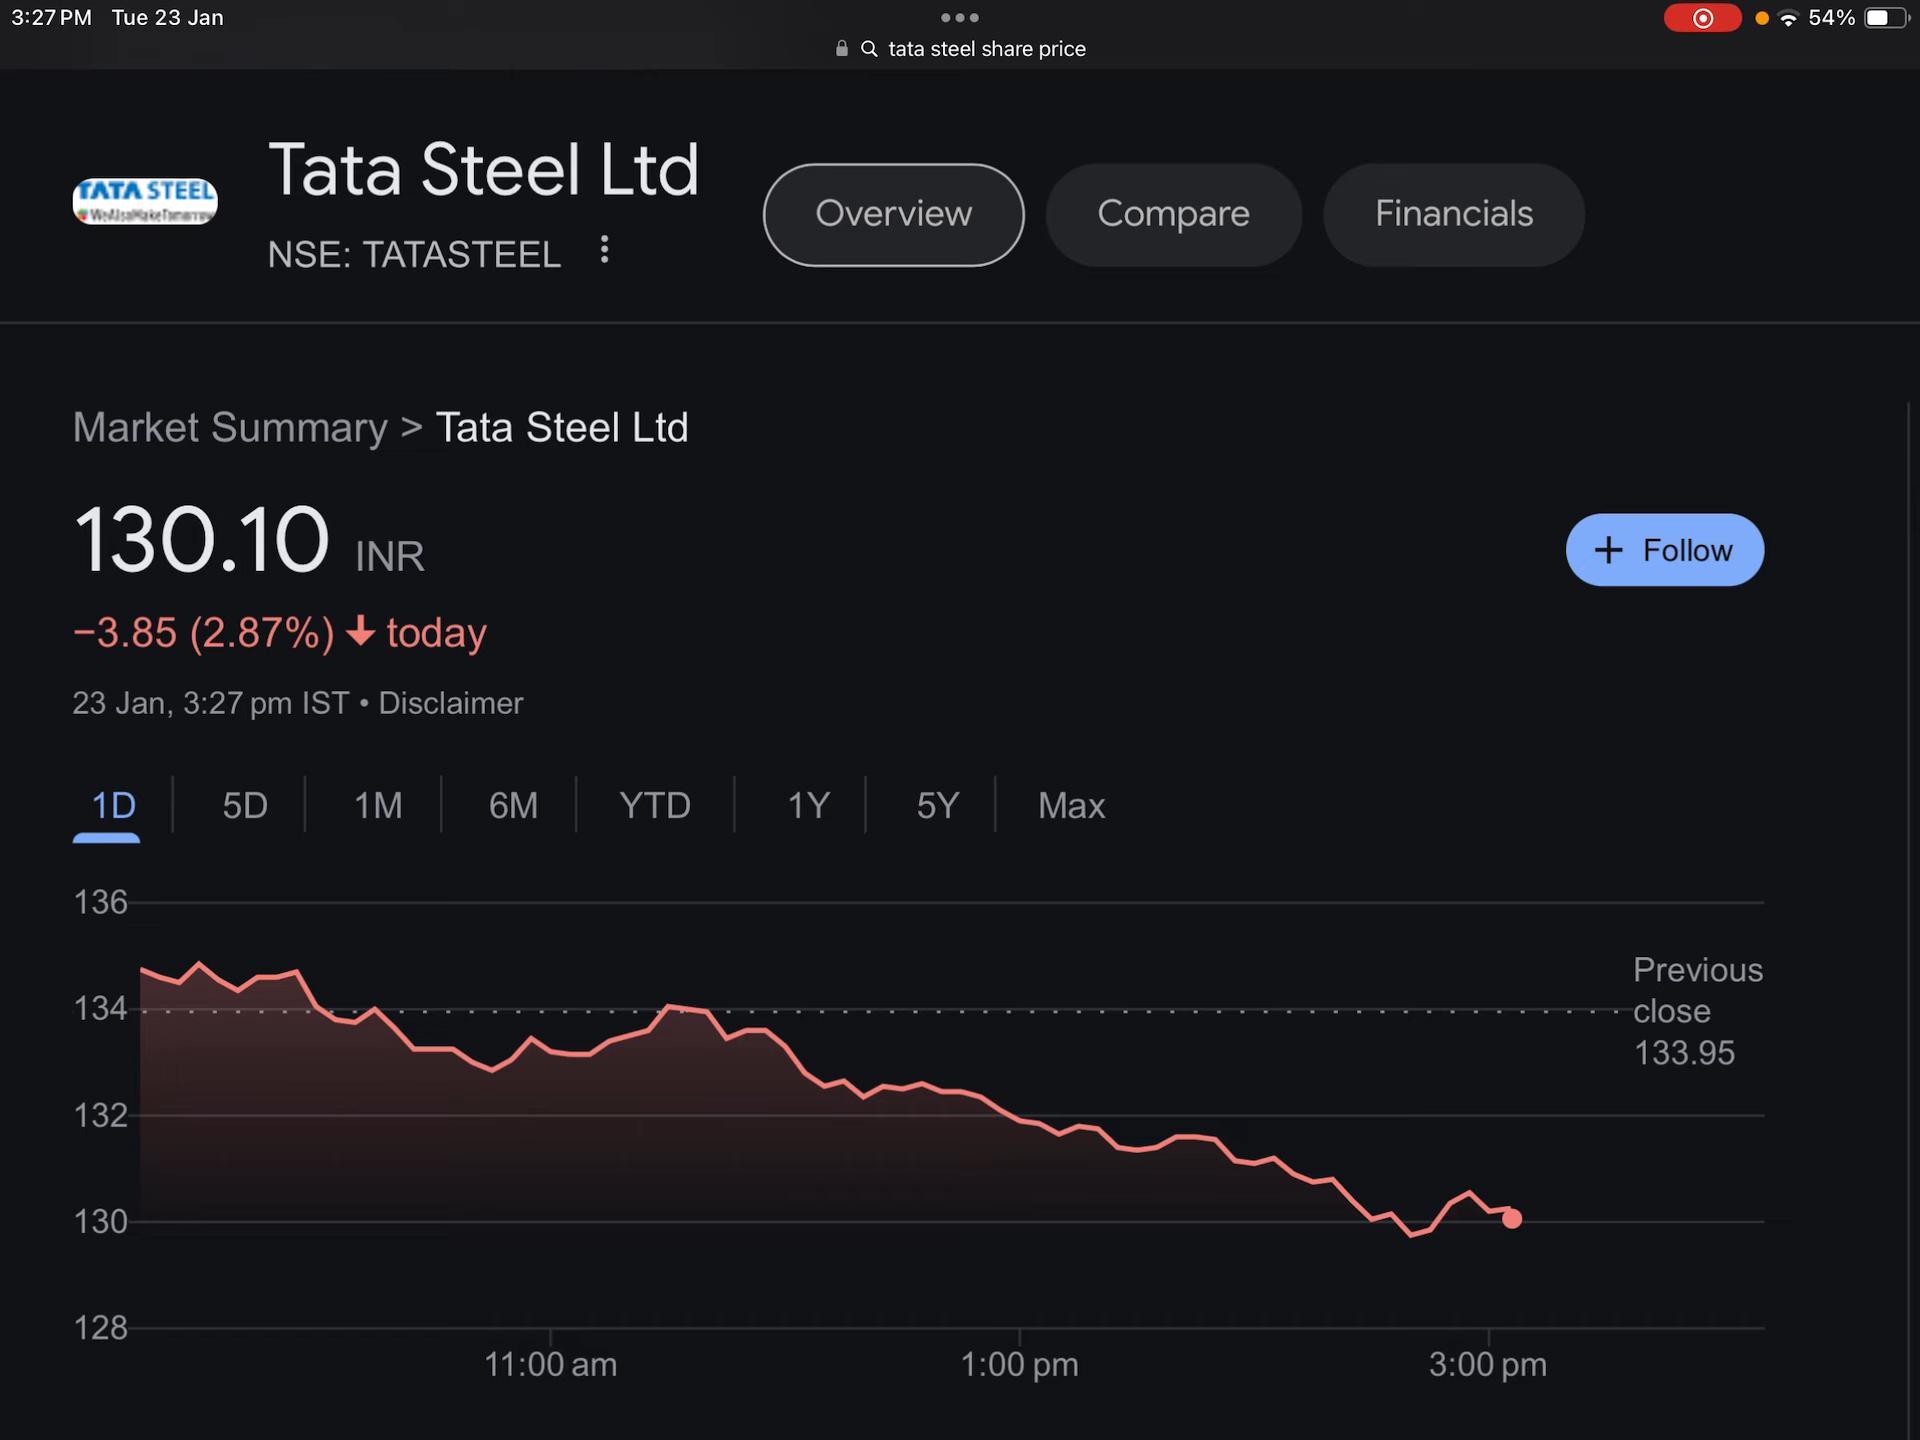 3:27 PM Tue 23 Jan
54%
tata steel share price
TATA STEEL
#WeAlsoMakeTomorrow
Tata Steel Ltd
NSE: TATASTEEL
Overview
Compare
Financials
Market Summary > Tata Steel Ltd
130.10 INR
+ Follow
−3.85 (2.87%) ↓ today
23 Jan, 3:27 pm IST • Disclaimer
1D 5D 1M 6M YTD 1Y 5Y Max
136
134
132
130
128
Previous
close
133.95
11:00 am 1:00 pm 3:00 pm